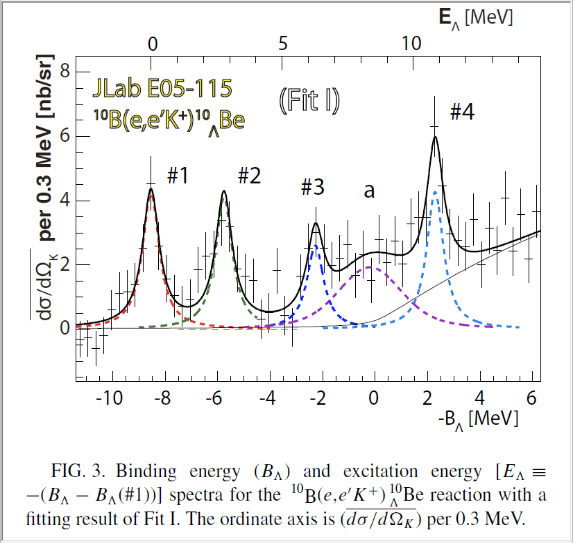 E_Λ [MeV]
0 5 10
dσ/dΩ_K per 0.3 MeV [nb/sr]
8
6
4
2
0
JLab E05-115
¹⁰B(e,e'K⁺)¹⁰_ΛBe
(Fit I)
#1
#2
#3
a
#4
-10 -8 -6 -4 -2 0 2 4 6
-B_Λ [MeV]
FIG. 3. Binding energy (B_Λ) and excitation energy [E_Λ ≡
−(B_Λ − B_Λ(#1))] spectra for the ¹⁰B(e,e′K⁺)¹⁰_ΛBe reaction with a
fitting result of Fit I. The ordinate axis is (dσ/dΩ_K) per 0.3 MeV.